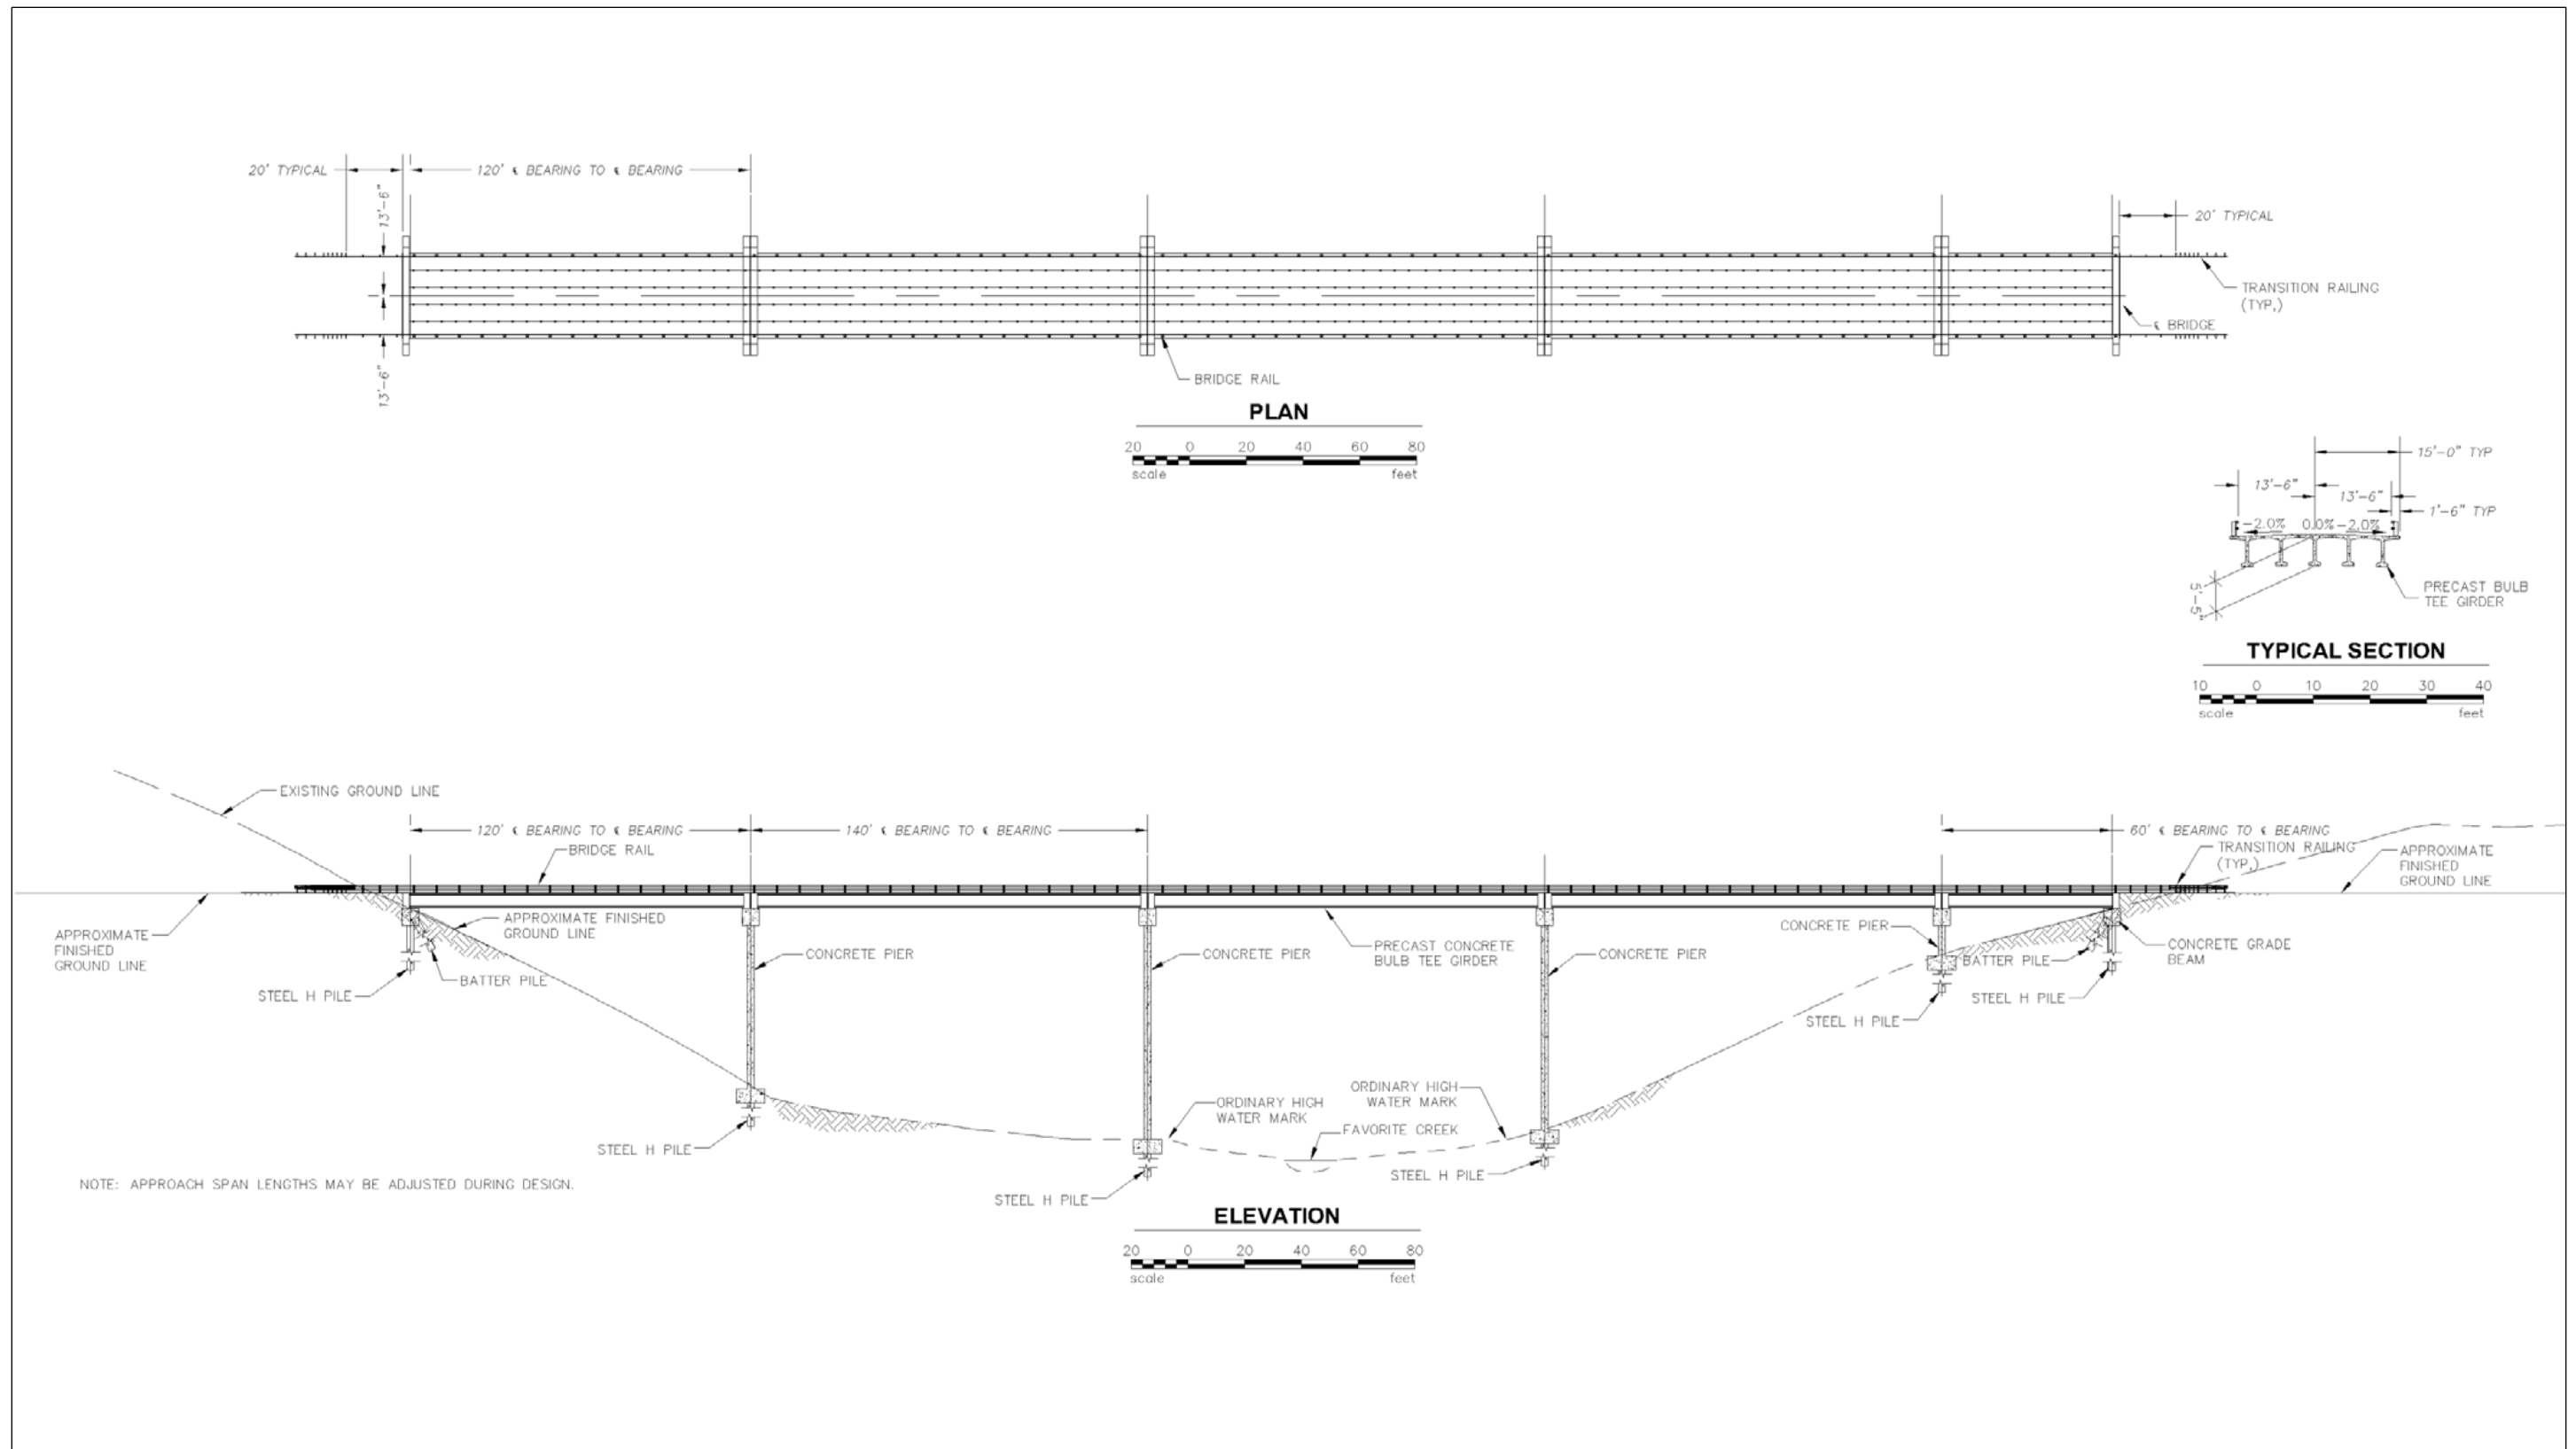 20' TYPICAL
120' ℄ BEARING TO ℄ BEARING
13'-6"
13'-6"
20' TYPICAL
TRANSITION RAILING
(TYP.)
℄ BRIDGE
BRIDGE RAIL
PLAN
20 0 20 40 60 80
scale feet
15'-0" TYP
13'-6"
13'-6"
1'-6" TYP
-2.0% 0.0% -2.0%
5'-5"
PRECAST BULB
TEE GIRDER
TYPICAL SECTION
10 0 10 20 30 40
scale feet
EXISTING GROUND LINE
120' ℄ BEARING TO ℄ BEARING
140' ℄ BEARING TO ℄ BEARING
60' ℄ BEARING TO ℄ BEARING
BRIDGE RAIL
TRANSITION RAILING
(TYP.)
APPROXIMATE
FINISHED
GROUND LINE
APPROXIMATE
FINISHED
GROUND LINE
APPROXIMATE FINISHED
GROUND LINE
BATTER PILE
STEEL H PILE
CONCRETE PIER
CONCRETE PIER
PRECAST CONCRETE
BULB TEE GIRDER
CONCRETE PIER
CONCRETE PIER
BATTER PILE
CONCRETE GRADE
BEAM
STEEL H PILE
STEEL H PILE
ORDINARY HIGH
WATER MARK
ORDINARY HIGH
WATER MARK
FAVORITE CREEK
STEEL H PILE
STEEL H PILE
STEEL H PILE
NOTE: APPROACH SPAN LENGTHS MAY BE ADJUSTED DURING DESIGN.
ELEVATION
20 0 20 40 60 80
scale feet